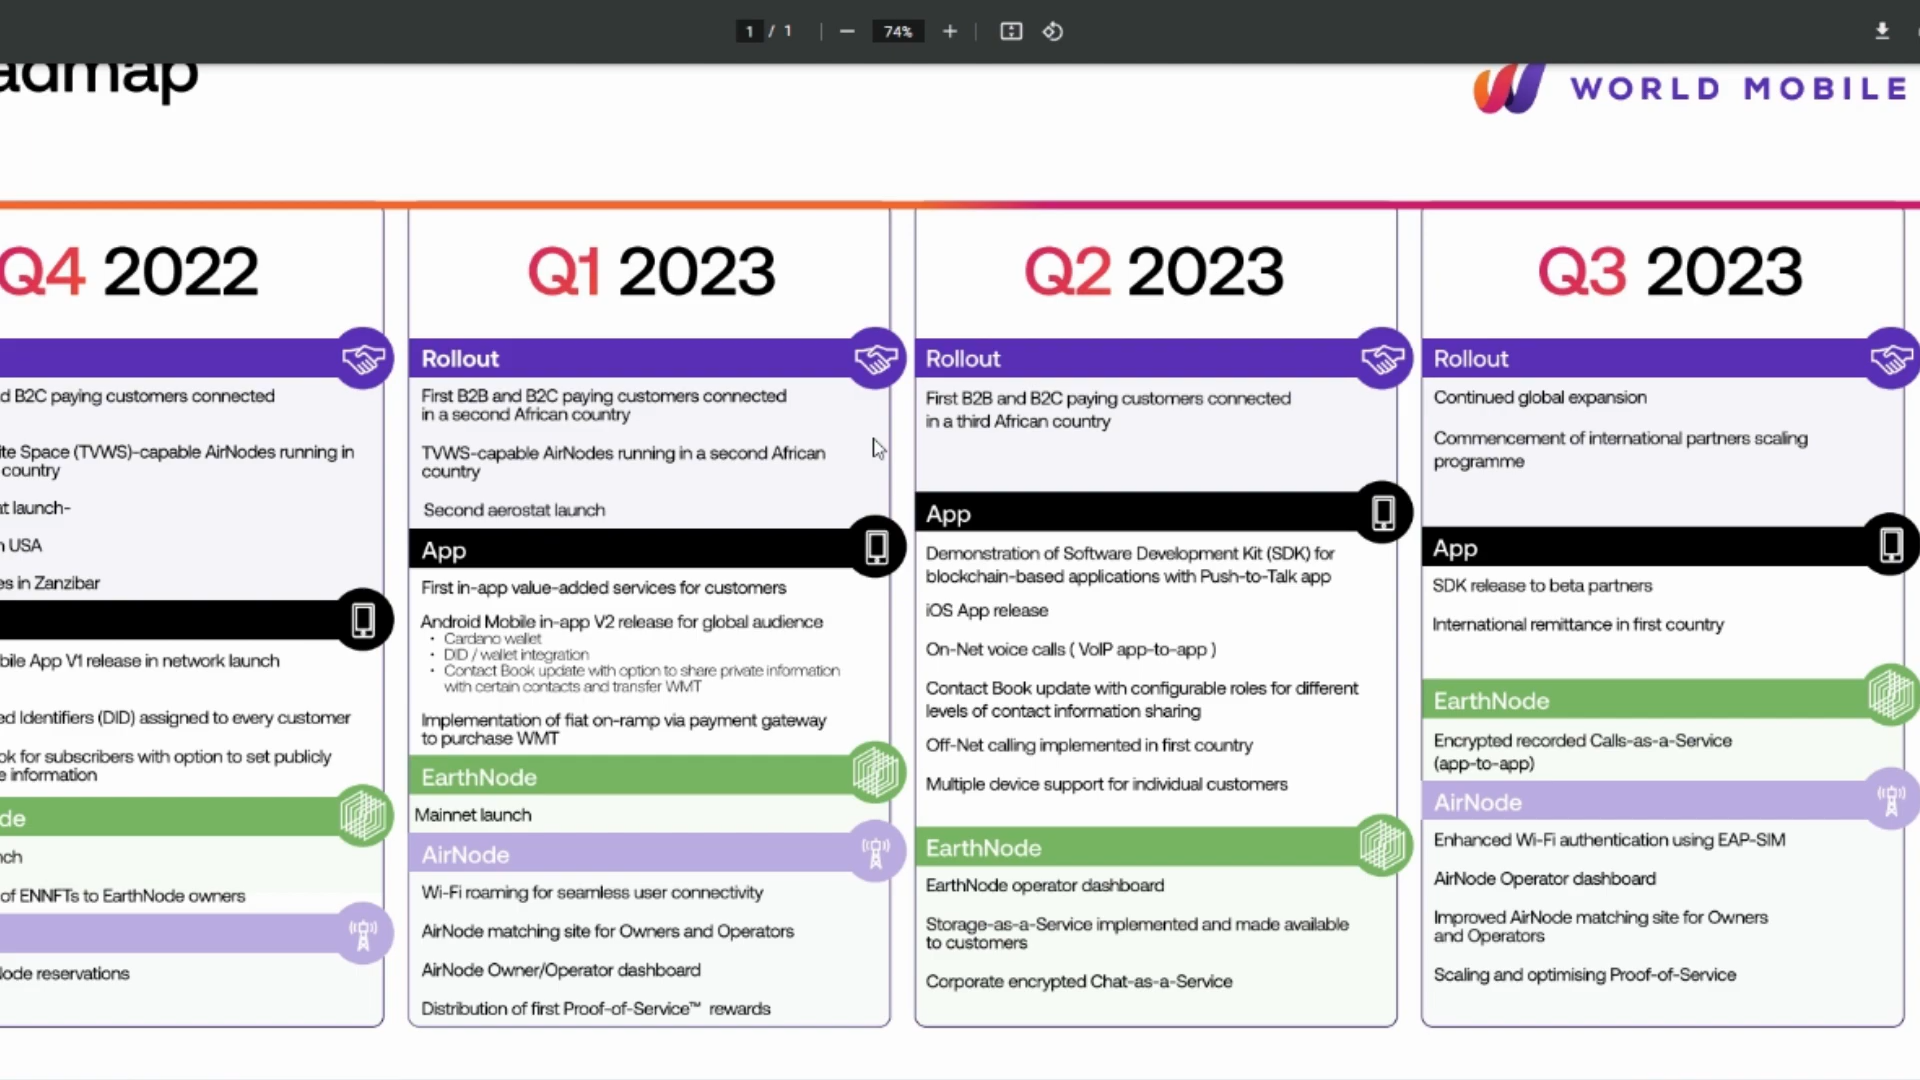 1 / 1
74%
admap
WORLD MOBILE
Q4 2022
d B2C paying customers connected
ite Space (TVWS)-capable AirNodes running in
country
at launch-
n USA
es in Zanzibar
bile App V1 release in network launch
ed Identifiers (DID) assigned to every customer
ok for subscribers with option to set publicly
e information
de
nch
of ENNFTs to EarthNode owners
Node reservations
Q1 2023
Rollout
First B2B and B2C paying customers connected
in a second African country
TVWS-capable AirNodes running in a second African
country
Second aerostat launch
App
First in-app value-added services for customers
Android Mobile in-app V2 release for global audience
• Cardano wallet
• DID / wallet integration
• Contact Book update with option to share private information
with certain contacts and transfer WMT
Implementation of fiat on-ramp via payment gateway
to purchase WMT
EarthNode
Mainnet launch
AirNode
Wi-Fi roaming for seamless user connectivity
AirNode matching site for Owners and Operators
AirNode Owner/Operator dashboard
Distribution of first Proof-of-Service™ rewards
Q2 2023
Rollout
First B2B and B2C paying customers connected
in a third African country
App
Demonstration of Software Development Kit (SDK) for
blockchain-based applications with Push-to-Talk app
iOS App release
On-Net voice calls ( VoIP app-to-app )
Contact Book update with configurable roles for different
levels of contact information sharing
Off-Net calling implemented in first country
Multiple device support for individual customers
EarthNode
EarthNode operator dashboard
Storage-as-a-Service implemented and made available
to customers
Corporate encrypted Chat-as-a-Service
Q3 2023
Rollout
Continued global expansion
Commencement of international partners scaling
programme
App
SDK release to beta partners
International remittance in first country
EarthNode
Encrypted recorded Calls-as-a-Service
(app-to-app)
AirNode
Enhanced Wi-Fi authentication using EAP-SIM
AirNode Operator dashboard
Improved AirNode matching site for Owners
and Operators
Scaling and optimising Proof-of-Service